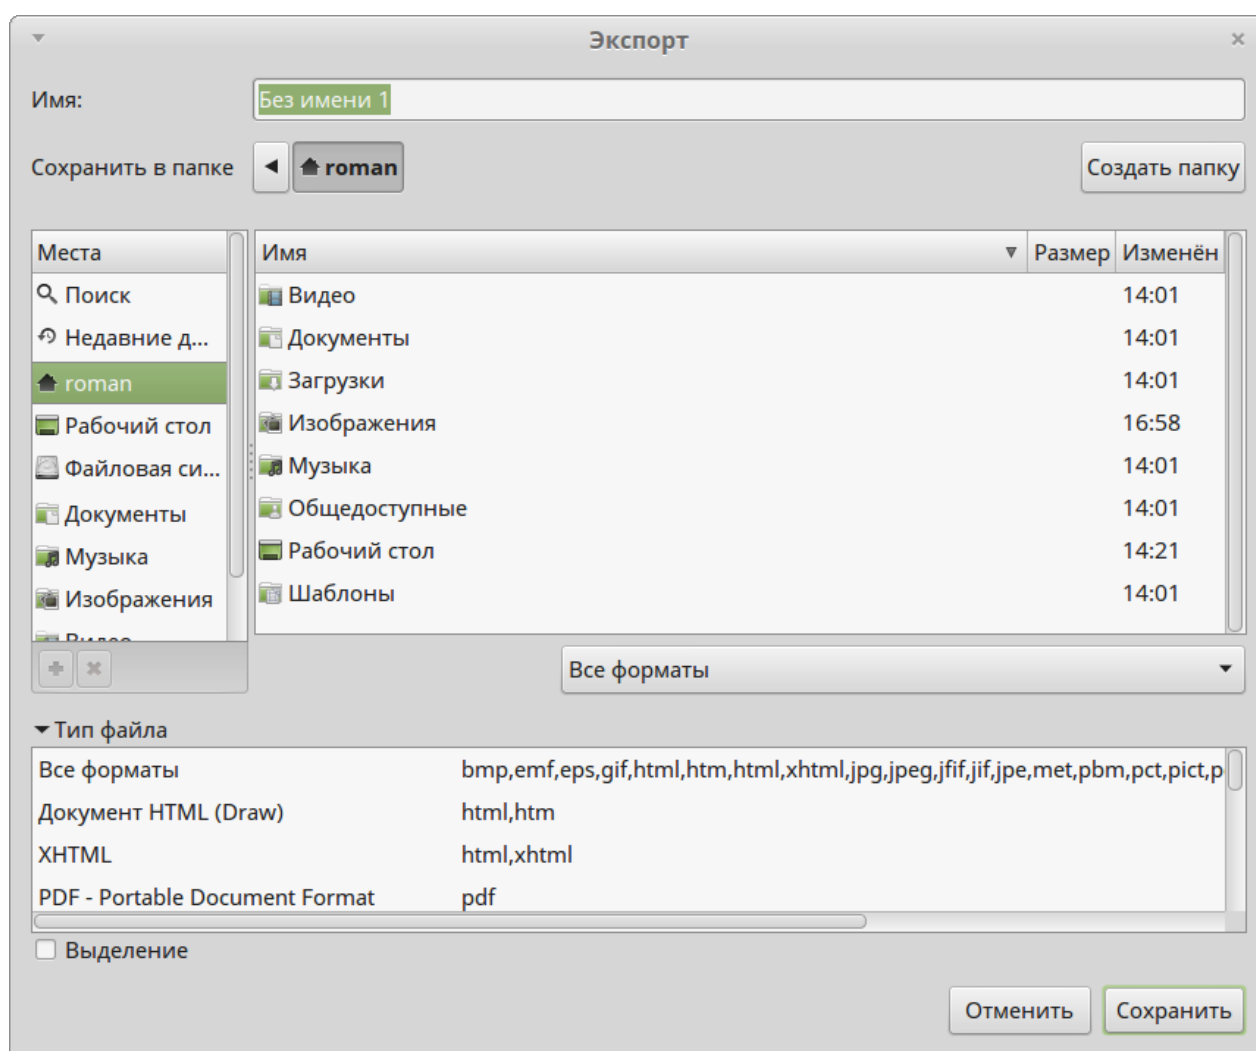 Экспорт
Имя:
Без имени 1
Сохранить в папке
roman
Создать папку
Места
Поиск
Недавние д...
roman
Рабочий стол
Файловая си...
Документы
Музыка
Изображения
Видео
Имя Размер Изменён
Видео 14:01
Документы 14:01
Загрузки 14:01
Изображения 16:58
Музыка 14:01
Общедоступные 14:01
Рабочий стол 14:21
Шаблоны 14:01
Все форматы
Тип файла
Все форматы bmp,emf,eps,gif,html,htm,html,xhtml,jpg,jpeg,jfif,jif,jpe,met,pbm,pct,pict,p
Документ HTML (Draw) html,htm
XHTML html,xhtml
PDF - Portable Document Format pdf
Выделение
Отменить Сохранить